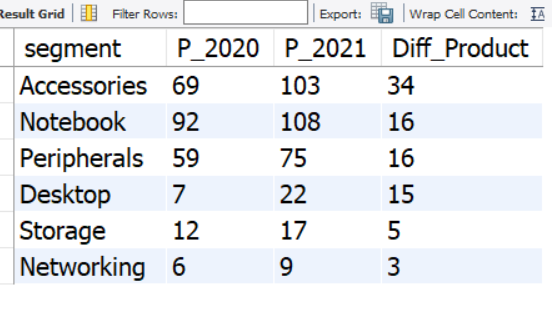 Result Grid Filter Rows: Export: Wrap Cell Content:
segment P_2020 P_2021 Diff_Product
Accessories 69 103 34
Notebook 92 108 16
Peripherals 59 75 16
Desktop 7 22 15
Storage 12 17 5
Networking 6 9 3